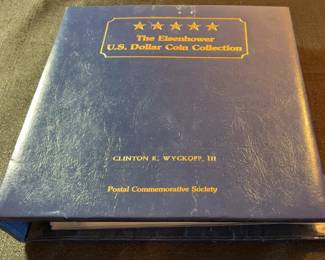 The Eisenhower
U.S. Dollar Coin Collection
CLINTON R. WYCKOFF, III
Postal Commemorative Society